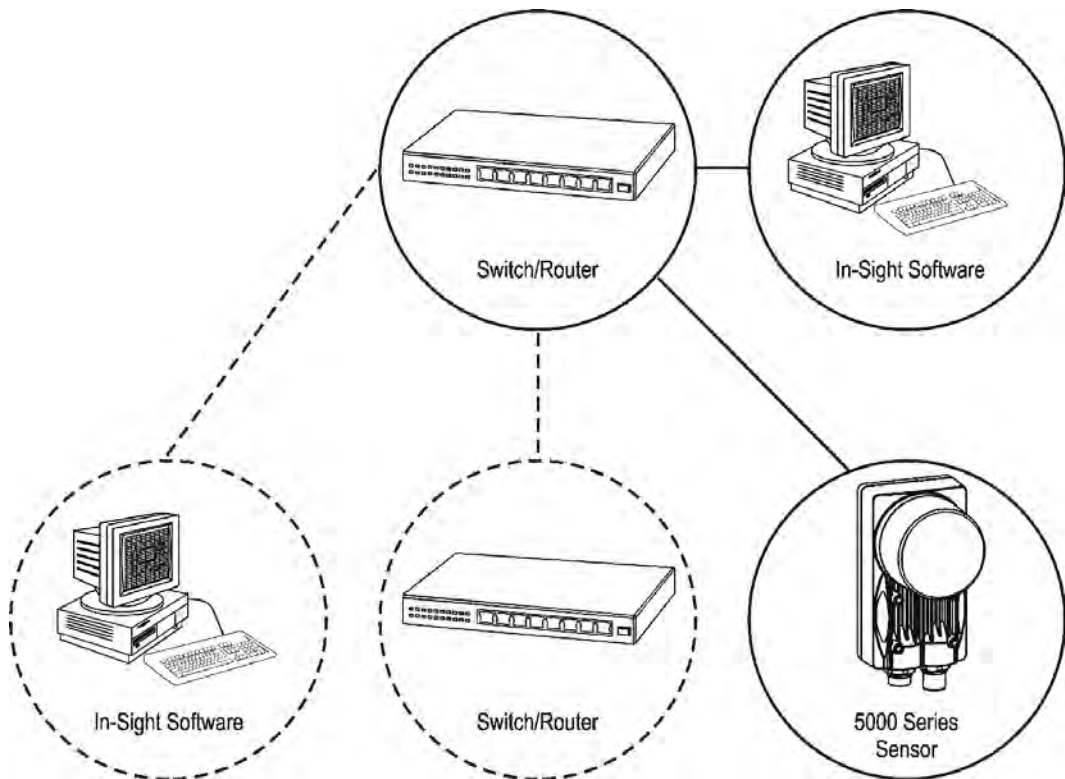 Switch/Router
In-Sight Software
In-Sight Software
Switch/Router
5000 Series
Sensor